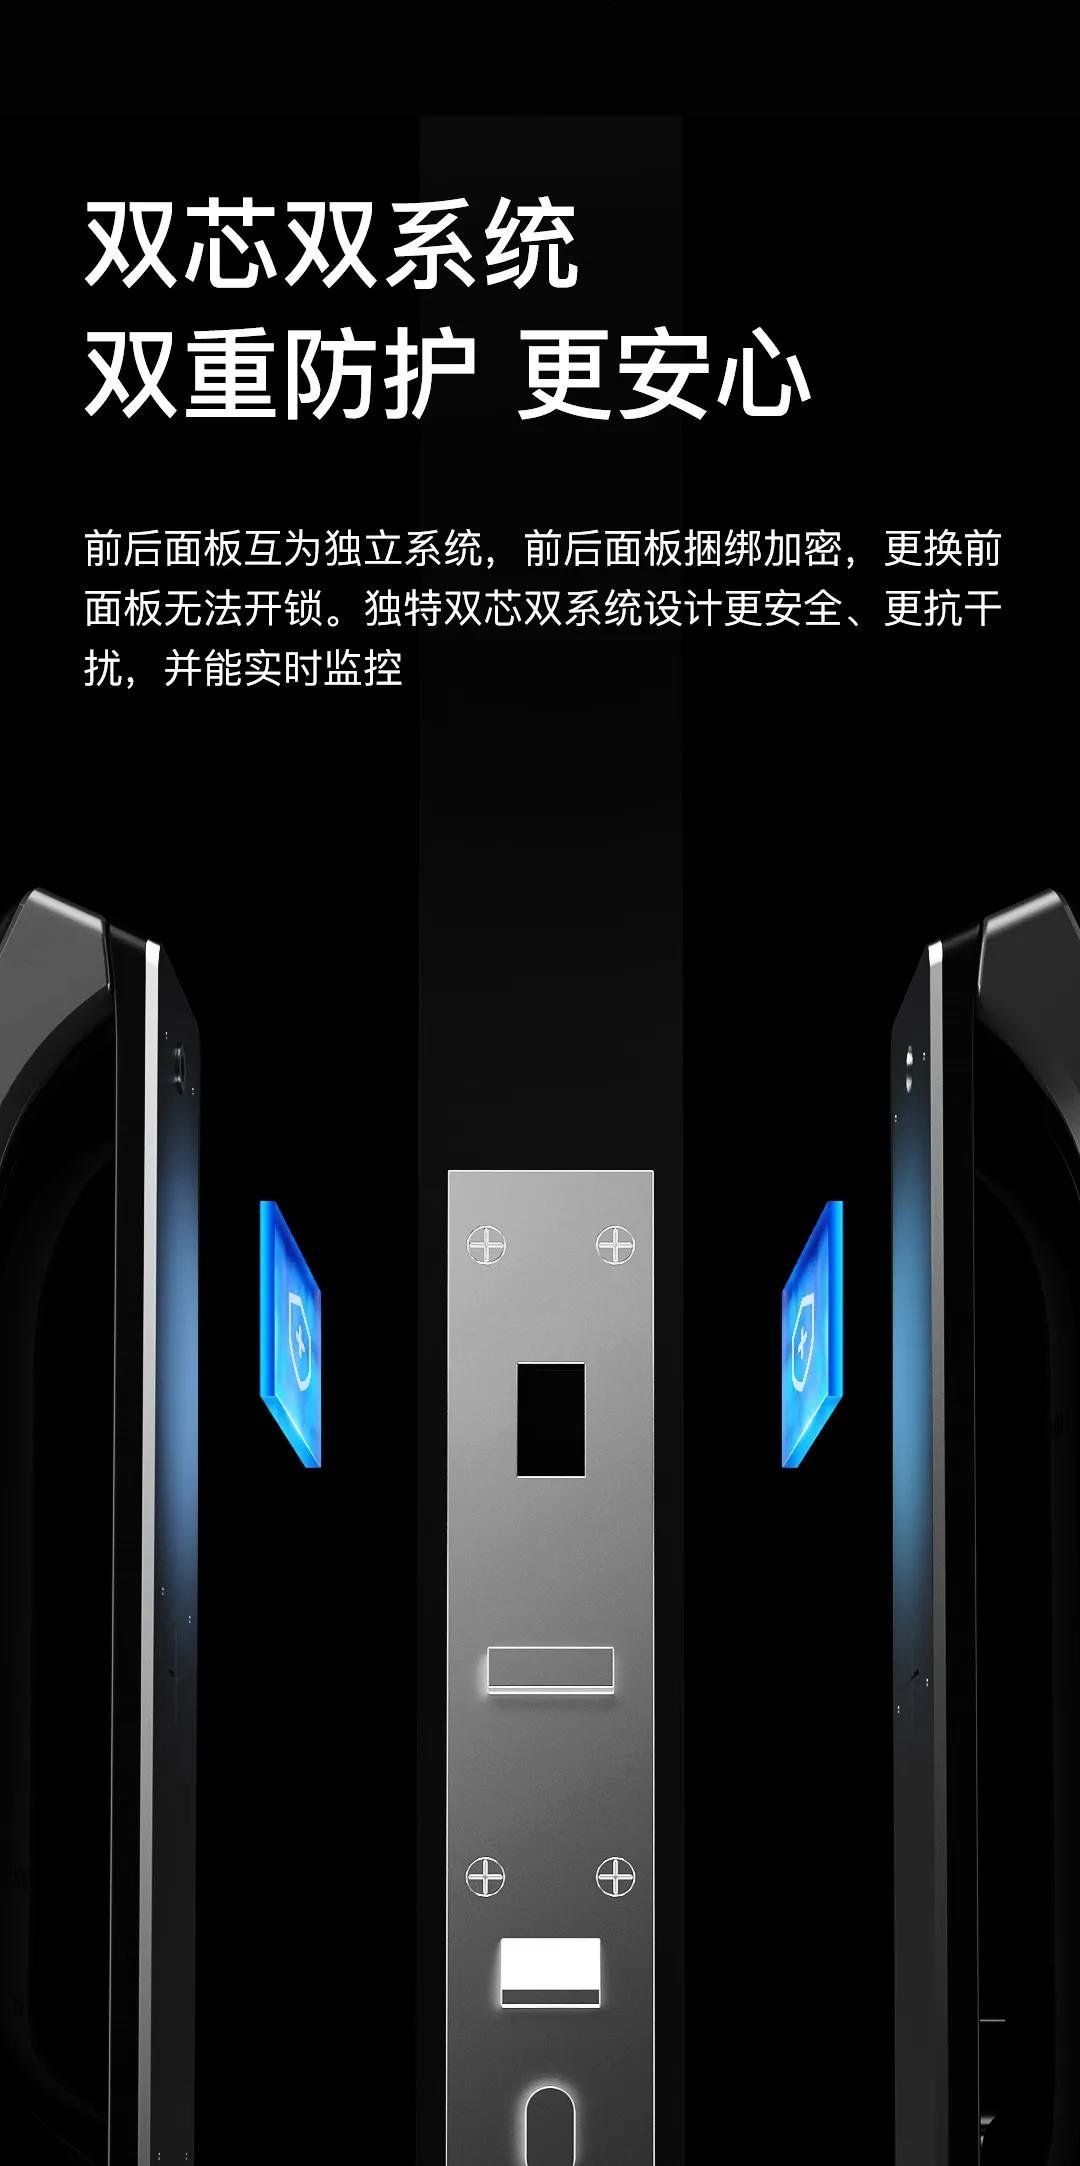 双芯双系统
双重防护 更安心
前后面板互为独立系统，前后面板捆绑加密，更换前
面板无法开锁。独特双芯双系统设计更安全、更抗干
扰，并能实时监控